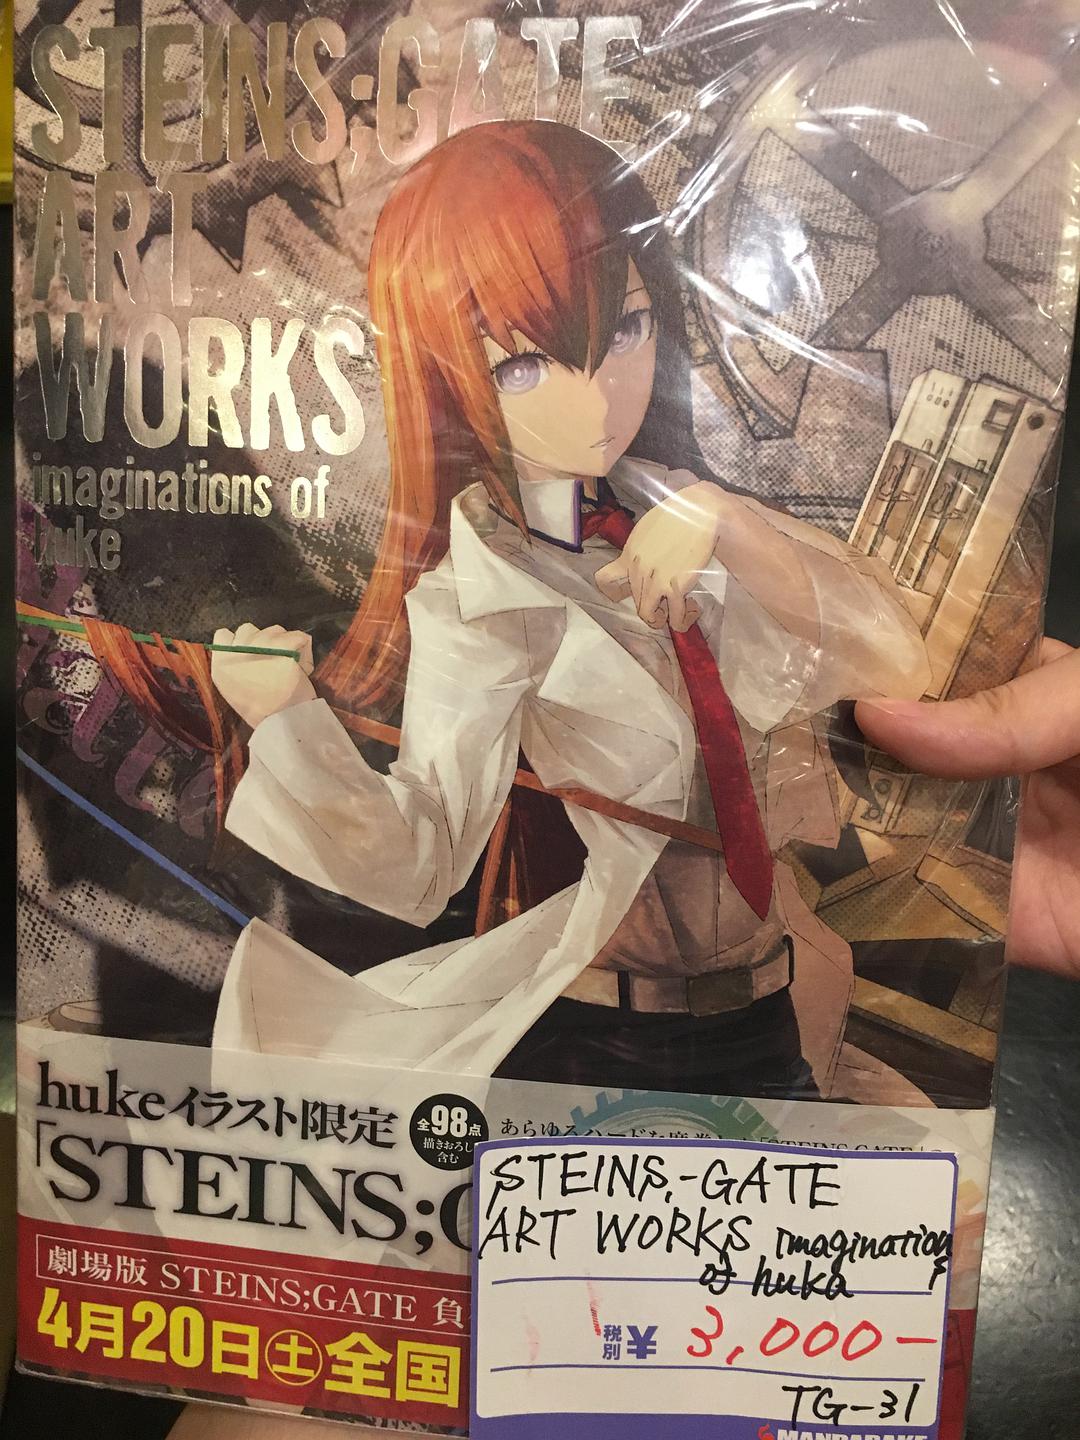 STEINS;GATE
ART
WORKS
imaginations of
huke
hukeイラスト限定
全98点
描きおろし
含む
「STEINS;G
劇場版 STEINS;GATE 負
4月20日土全国
STEINS,-GATE
ART WORKS imaginations
of huka
税別 ¥ 3,000-
TG-31
MANDARAKE